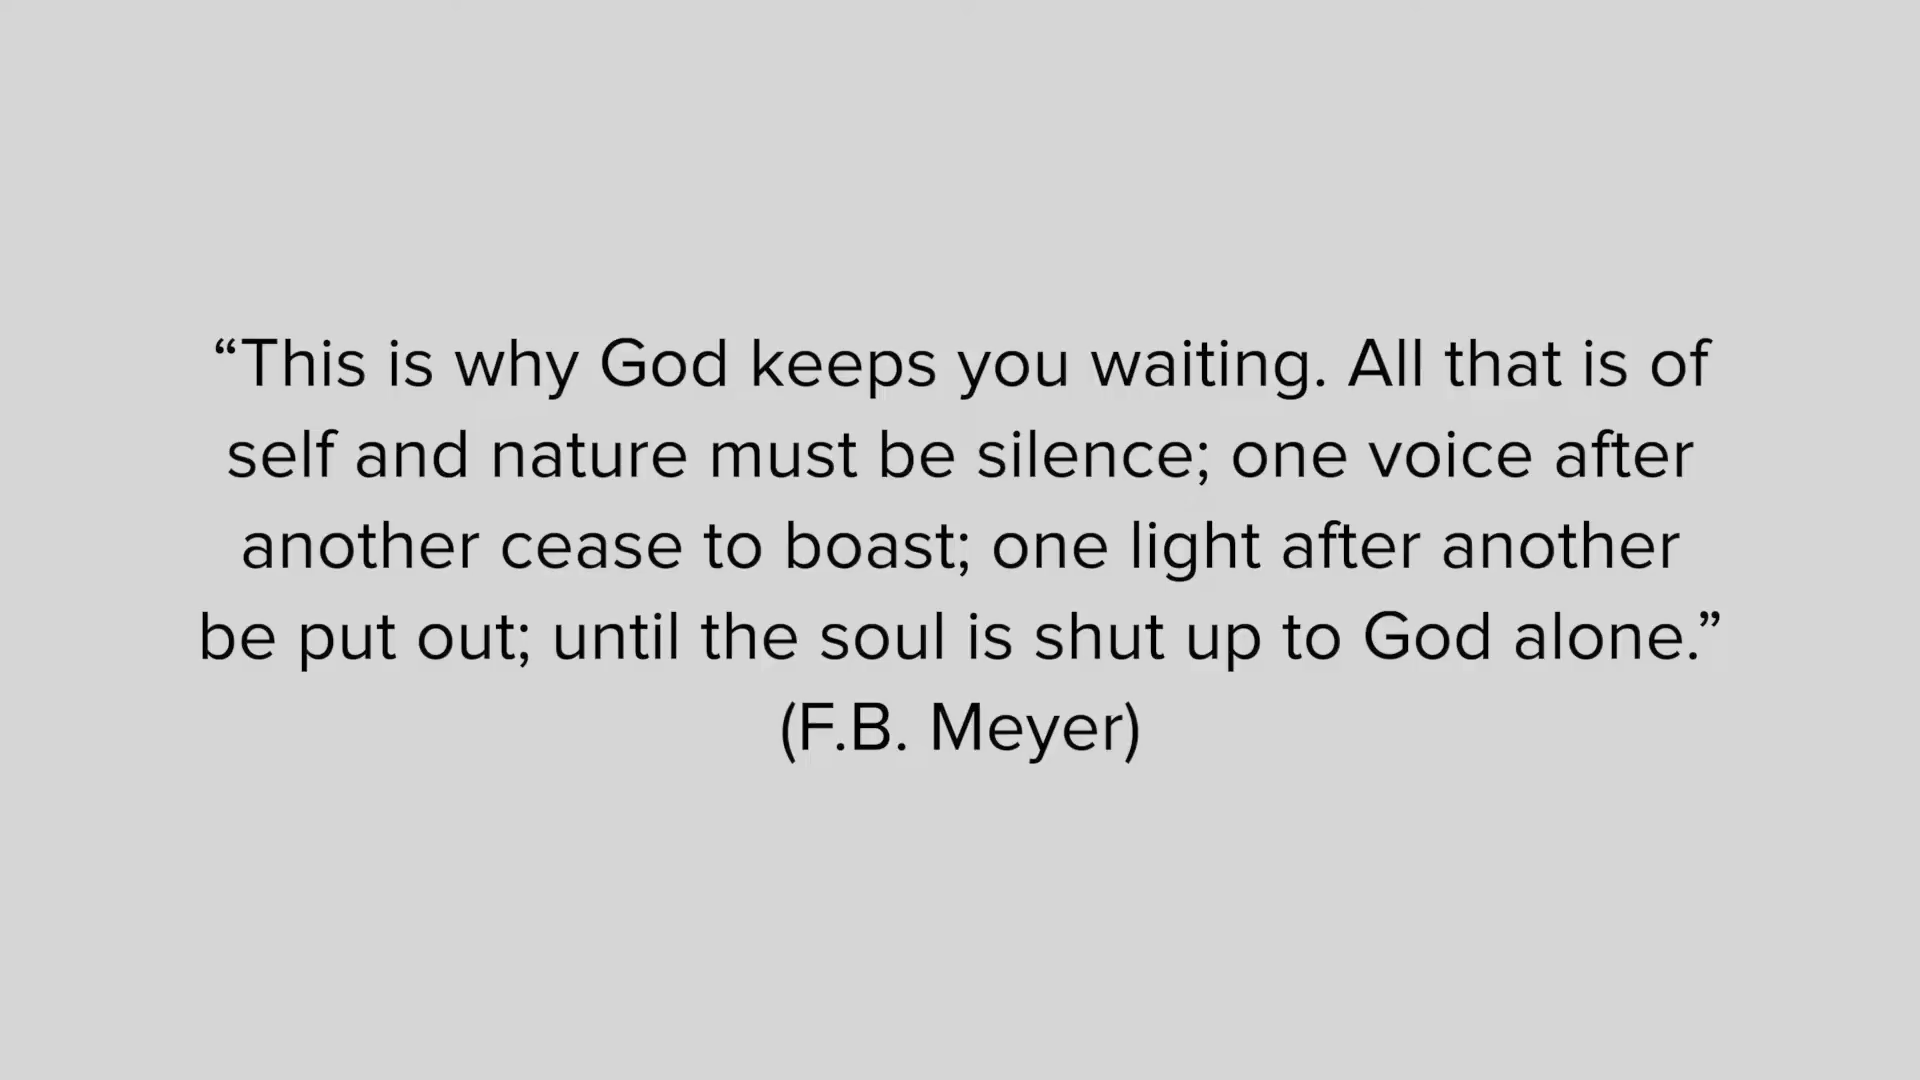 “This is why God keeps you waiting. All that is of
self and nature must be silence; one voice after
another cease to boast; one light after another
be put out; until the soul is shut up to God alone.”
(F.B. Meyer)